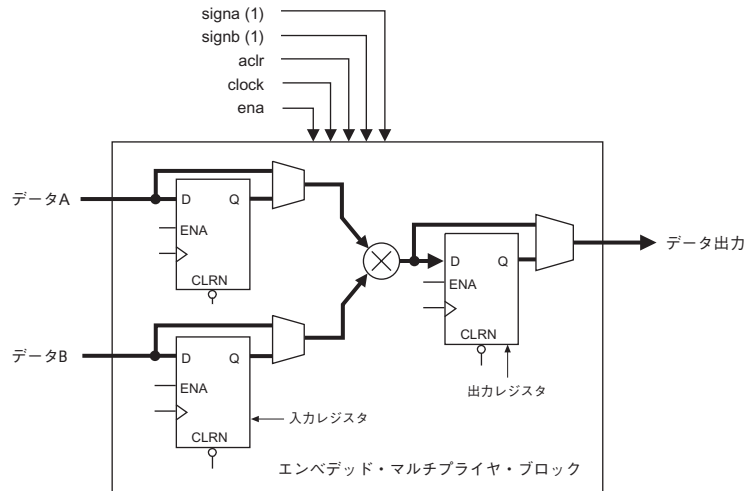 signa (1)
signb (1)
aclr
clock
ena
データA
D Q
ENA
CLRN
データ出力
D Q
ENA
CLRN
データB
D Q
ENA
CLRN
出力レジスタ
入力レジスタ
エンベデッド・マルチプライヤ・ブロック